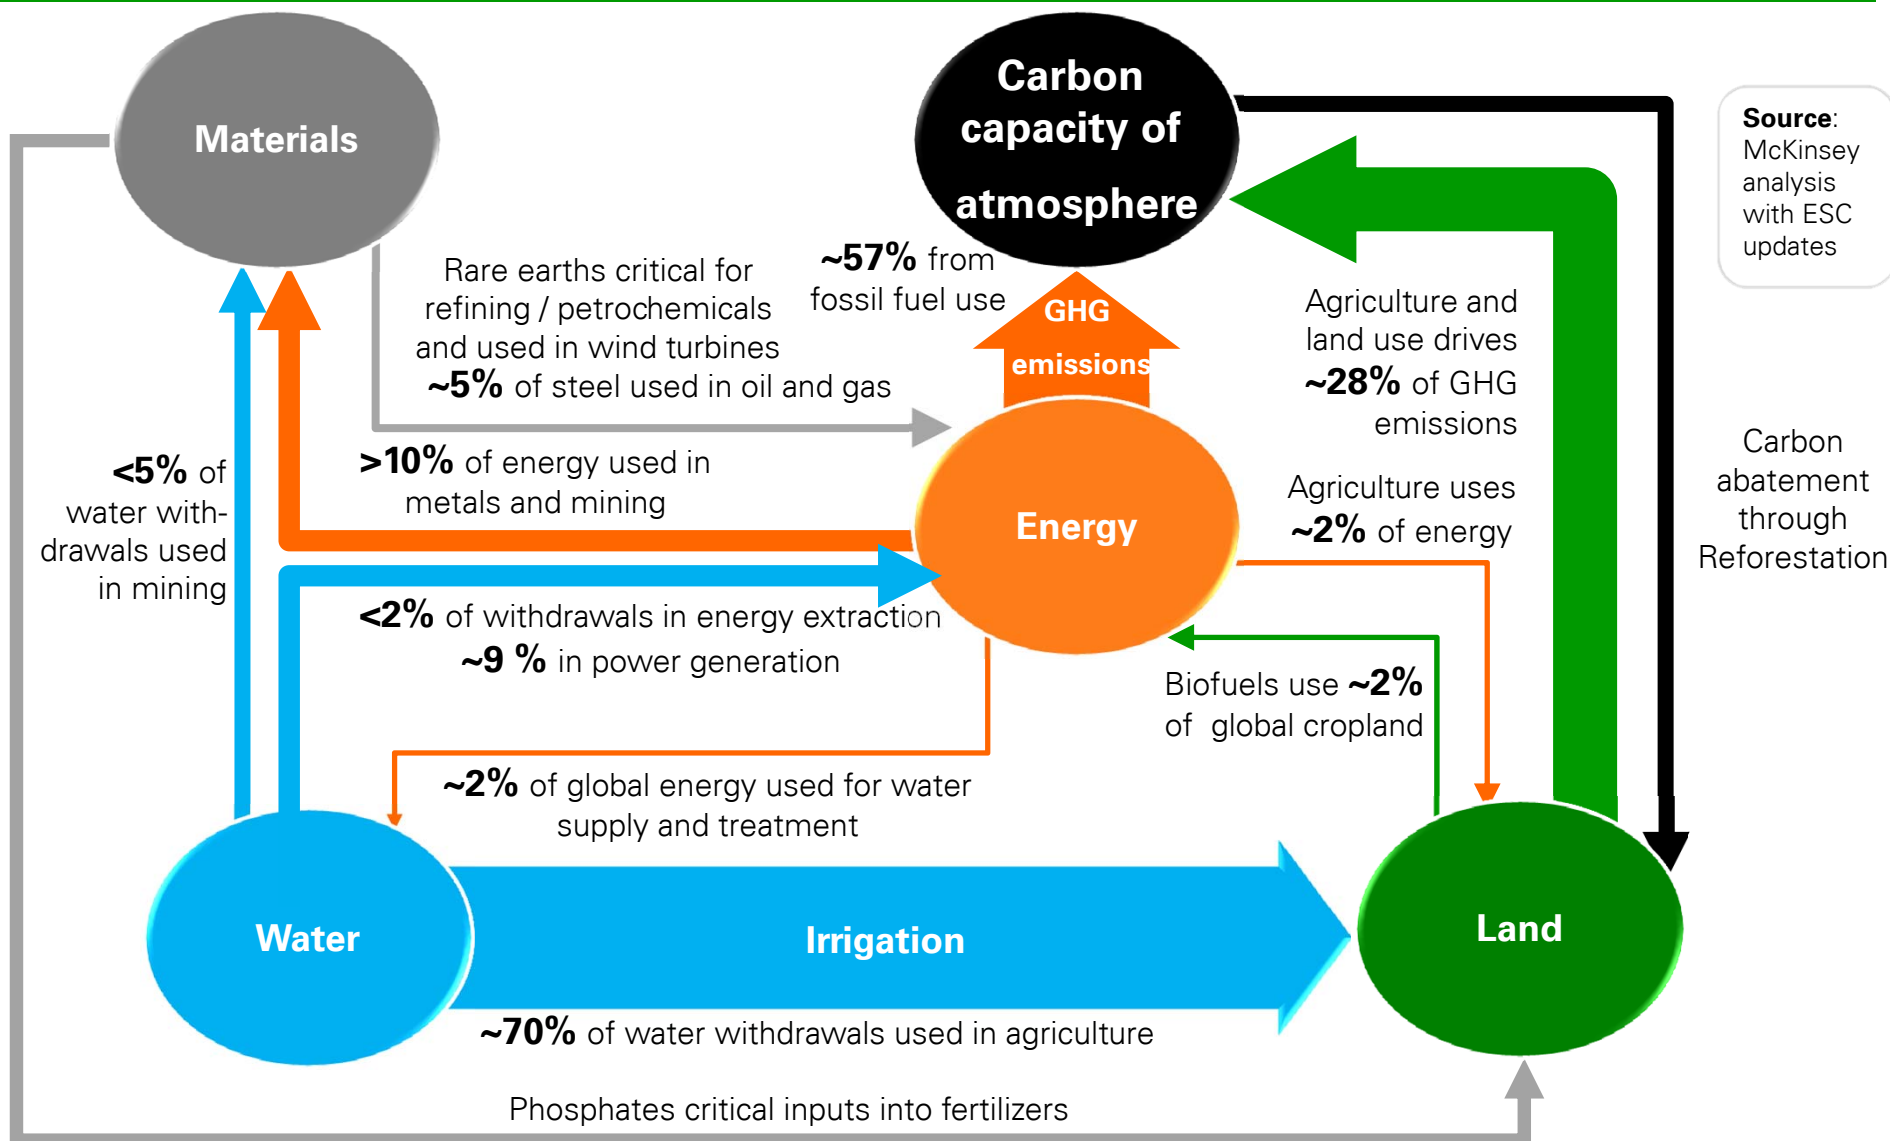 Materials
Carbon
capacity of
atmosphere
Source:
McKinsey
analysis
with ESC
updates
Rare earths critical for
refining / petrochemicals
and used in wind turbines
~5% of steel used in oil and gas
~57% from
fossil fuel use
GHG
emissions
Agriculture and
land use drives
~28% of GHG
emissions
<5% of
water with-
drawals used
in mining
>10% of energy used in
metals and mining
Energy
Agriculture uses
~2% of energy
Carbon
abatement
through
Reforestation
<2% of withdrawals in energy extraction
~9 % in power generation
Biofuels use ~2%
of global cropland
~2% of global energy used for water
supply and treatment
Water
Irrigation
Land
~70% of water withdrawals used in agriculture
Phosphates critical inputs into fertilizers